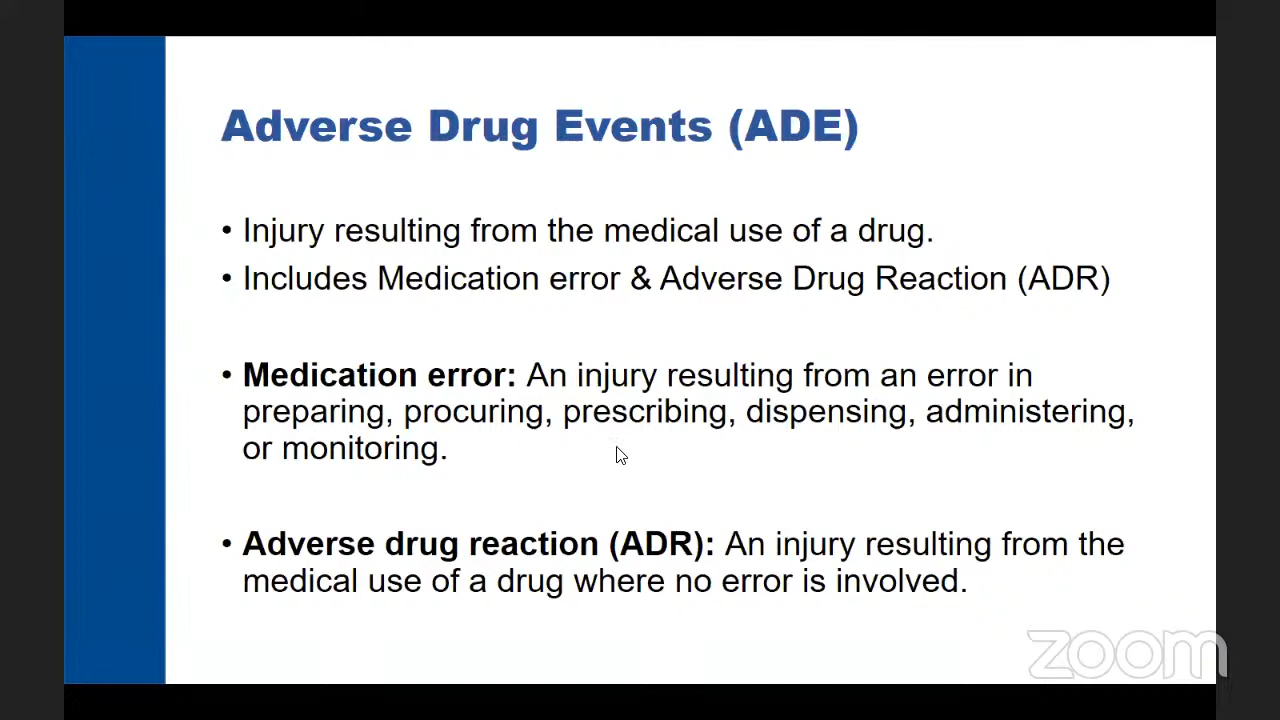 Adverse Drug Events (ADE)
• Injury resulting from the medical use of a drug.
• Includes Medication error & Adverse Drug Reaction (ADR)
• Medication error: An injury resulting from an error in
preparing, procuring, prescribing, dispensing, administering,
or monitoring.
• Adverse drug reaction (ADR): An injury resulting from the
medical use of a drug where no error is involved.
zoom